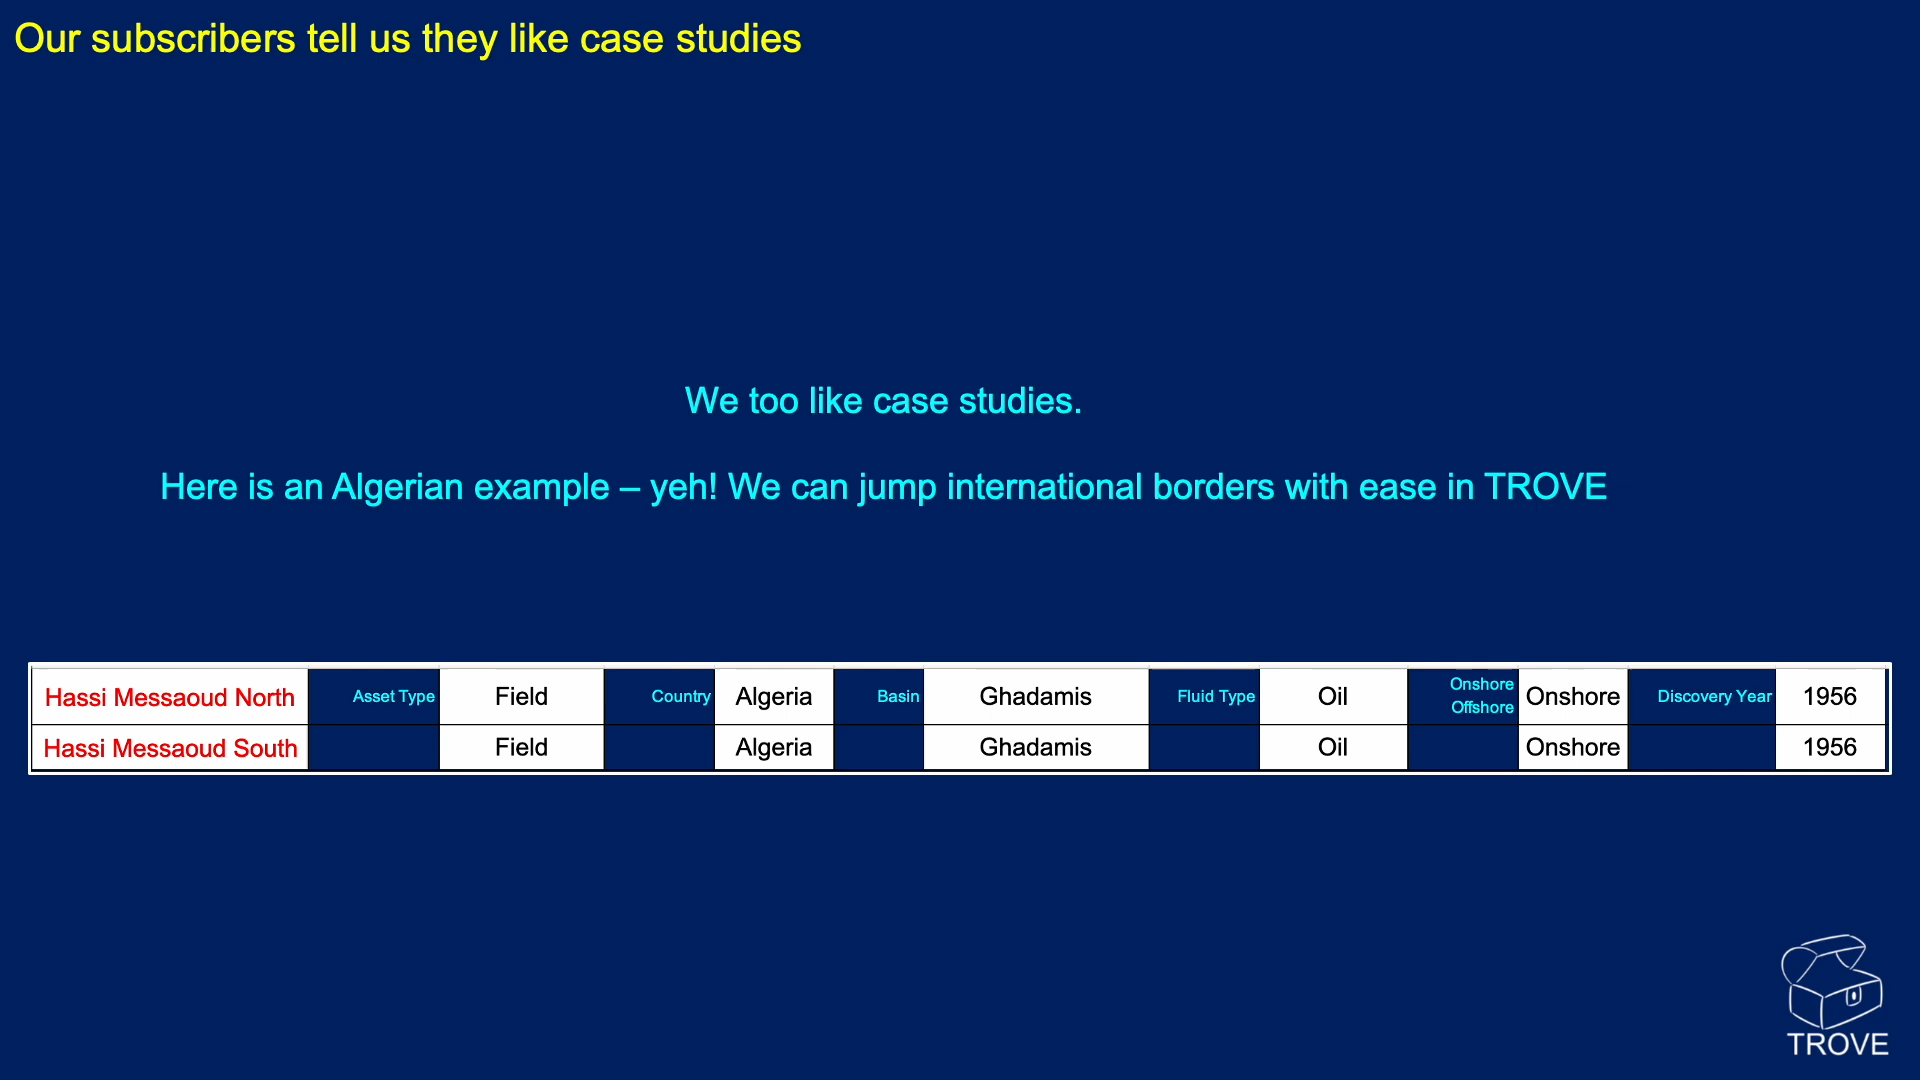 Our subscribers tell us they like case studies
We too like case studies.
Here is an Algerian example – yeh! We can jump international borders with ease in TROVE
Hassi Messaoud North Asset Type Field Country Algeria Basin Ghadamis Fluid Type Oil Onshore Offshore Onshore Discovery Year 1956
Hassi Messaoud South Field Algeria Ghadamis Oil Onshore 1956
TROVE